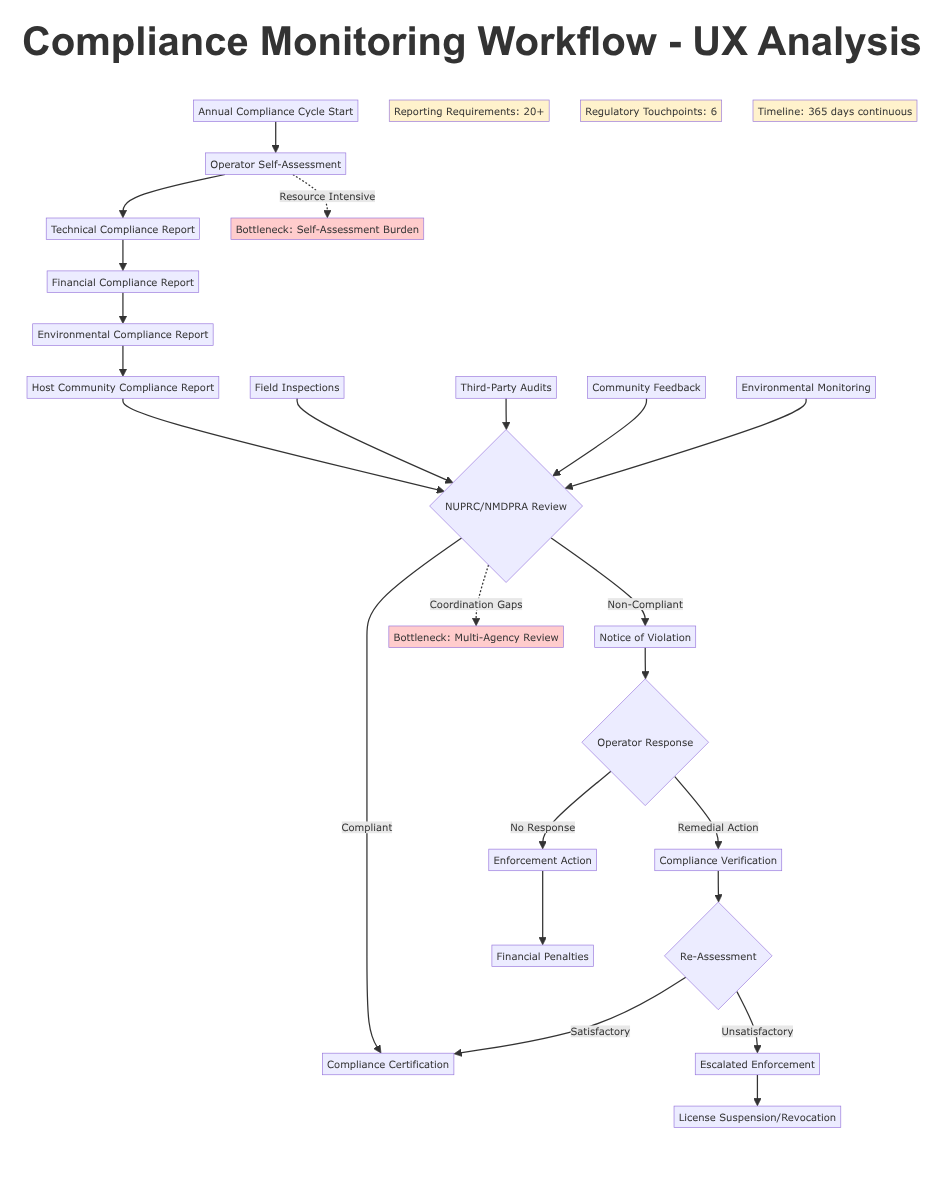 Compliance Monitoring Workflow - UX Analysis
Annual Compliance Cycle Start
Reporting Requirements: 20+
Regulatory Touchpoints: 6
Timeline: 365 days continuous
Operator Self-Assessment
Resource Intensive
Technical Compliance Report
Bottleneck: Self-Assessment Burden
Financial Compliance Report
Environmental Compliance Report
Host Community Compliance Report
Field Inspections
Third-Party Audits
Community Feedback
Environmental Monitoring
NUPRC/NMDPRA Review
Coordination Gaps
Non-Compliant
Bottleneck: Multi-Agency Review
Notice of Violation
Operator Response
Compliant
No Response
Remedial Action
Enforcement Action
Compliance Verification
Financial Penalties
Re-Assessment
Satisfactory
Unsatisfactory
Compliance Certification
Escalated Enforcement
License Suspension/Revocation